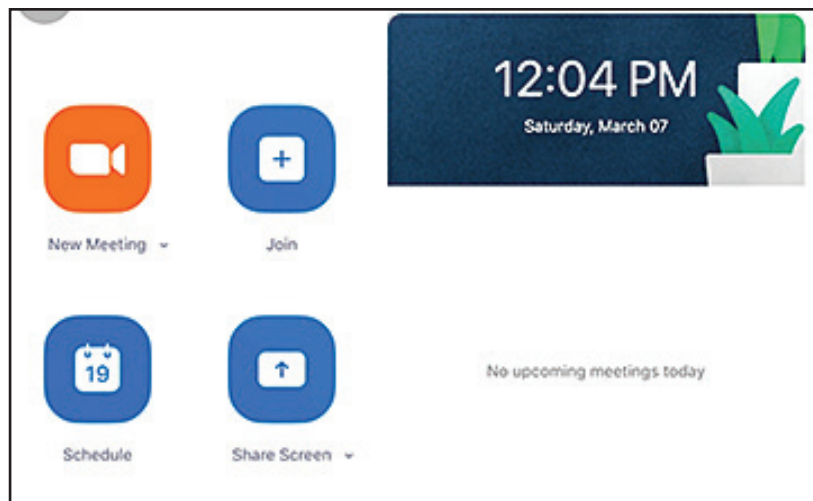 12:04 PM
Saturday, March 07
New Meeting
Join
19
Schedule
Share Screen
No upcoming meetings today